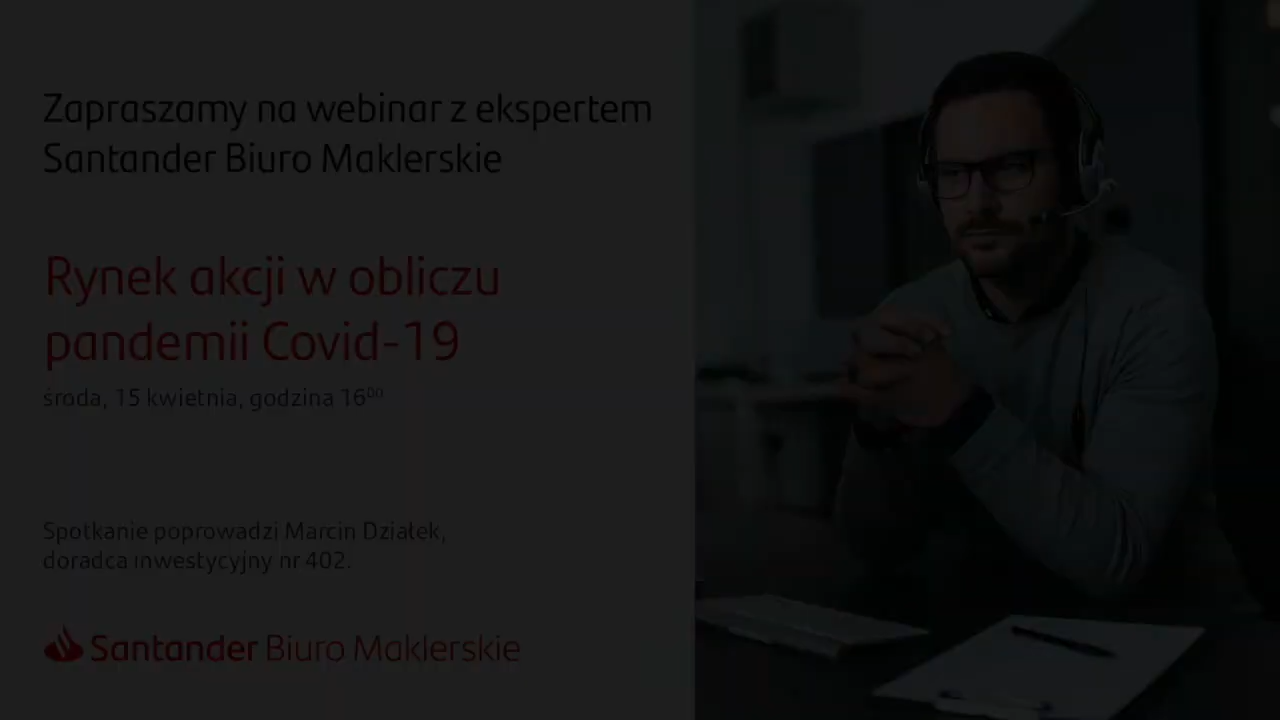 Zapraszamy na webinar z ekspertem
Santander Biuro Maklerskie
Rynek akcji w obliczu
pandemii Covid-19
środa, 15 kwietnia, godzina 16⁰⁰
Spotkanie poprowadzi Marcin Działek,
doradca inwestycyjny nr 402.
Santander Biuro Maklerskie